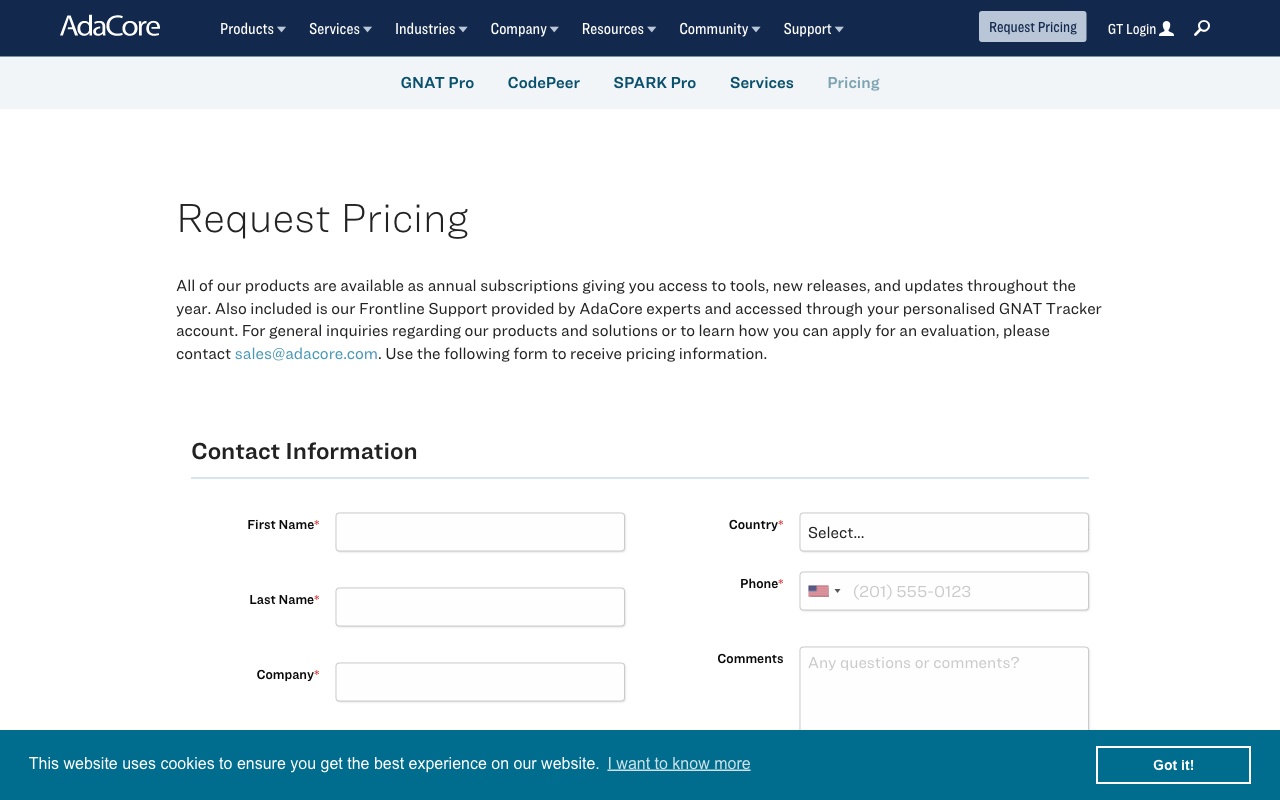 AdaCore
Products Services Industries Company Resources Community Support Request Pricing GT Login
GNAT Pro CodePeer SPARK Pro Services Pricing
Request Pricing
All of our products are available as annual subscriptions giving you access to tools, new releases, and updates throughout the
year. Also included is our Frontline Support provided by AdaCore experts and accessed through your personalised GNAT Tracker
account. For general inquiries regarding our products and solutions or to learn how you can apply for an evaluation, please
contact sales@adacore.com. Use the following form to receive pricing information.
Contact Information
First Name*
Country*
Select...
Phone*
(201) 555-0123
Last Name*
Comments
Any questions or comments?
Company*
This website uses cookies to ensure you get the best experience on our website. I want to know more
Got it!